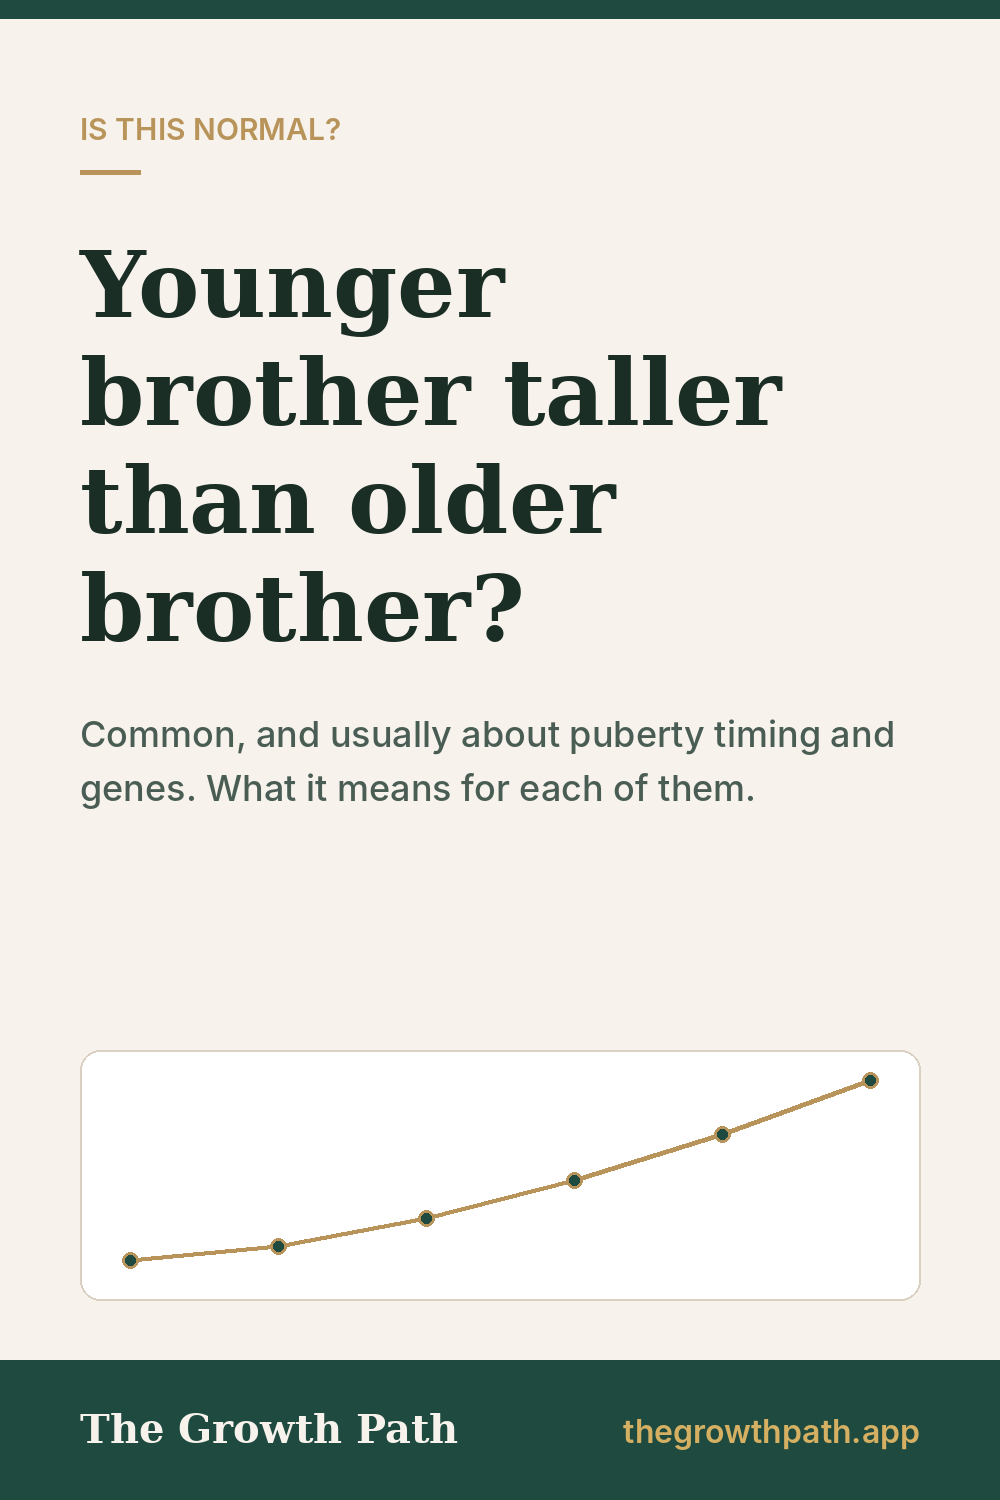 IS THIS NORMAL?
Younger
brother taller
than older
brother?
Common, and usually about puberty timing and
genes. What it means for each of them.
The Growth Path
thegrowthpath.app